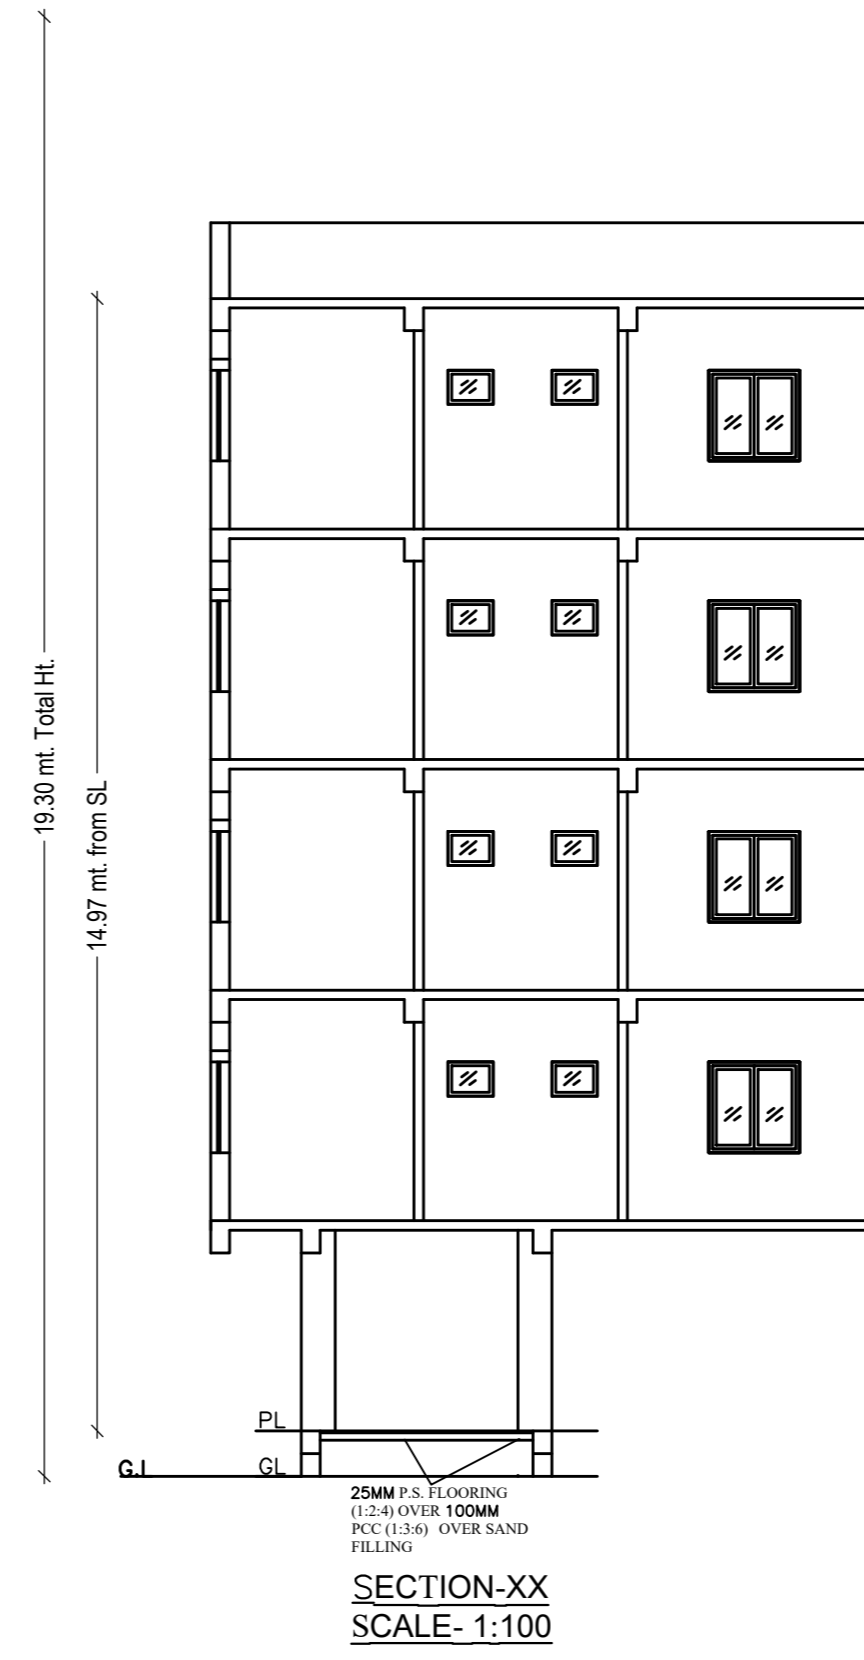 19.30 mt. Total Ht.
14.97 mt. from SL
PL
G.L
GL
25MM P.S. FLOORING
(1:2:4) OVER 100MM
PCC (1:3:6) OVER SAND
FILLING
SECTION-XX
SCALE- 1:100